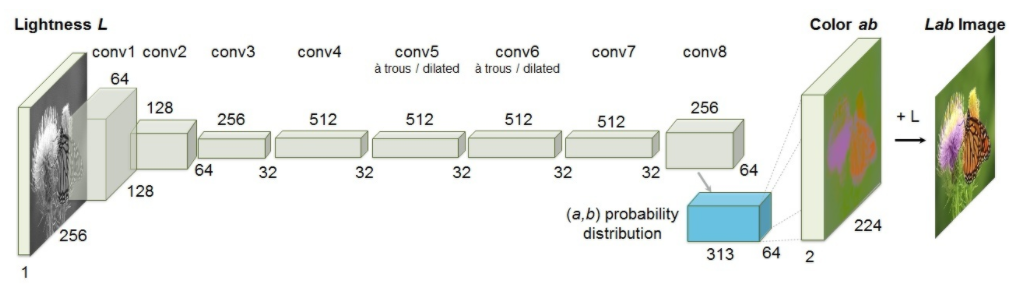 Lightness L
Color ab
Lab Image
conv1
conv2
conv3
conv4
conv5
conv6
conv7
conv8
à trous / dilated
à trous / dilated
64
128
256
512
512
512
512
256
+ L
128
64
32
32
32
32
32
64
256
(a,b) probability
distribution
224
1
313
64
2